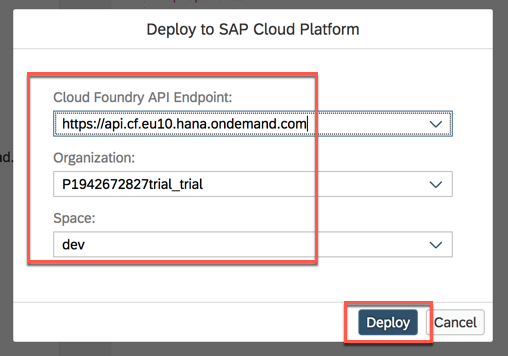 Deploy to SAP Cloud Platform
Cloud Foundry API Endpoint:
https://api.cf.eu10.hana.ondemand.com
nd.
Organization:
P1942672827trial_trial
Space:
dev
Deploy Cancel